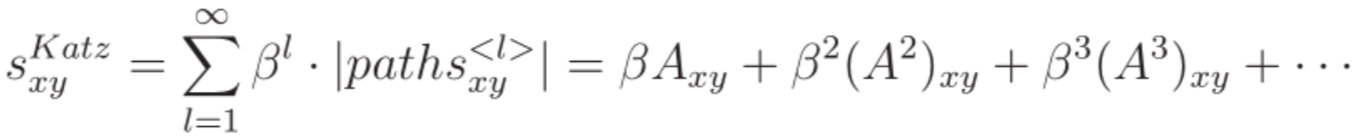 $s_{xy}^{Katz} = \sum_{l=1}^{\infty} \beta^l \cdot |paths_{xy}^{<l>}| = \beta A_{xy} + \beta^2 (A^2)_{xy} + \beta^3 (A^3)_{xy} + \cdots$